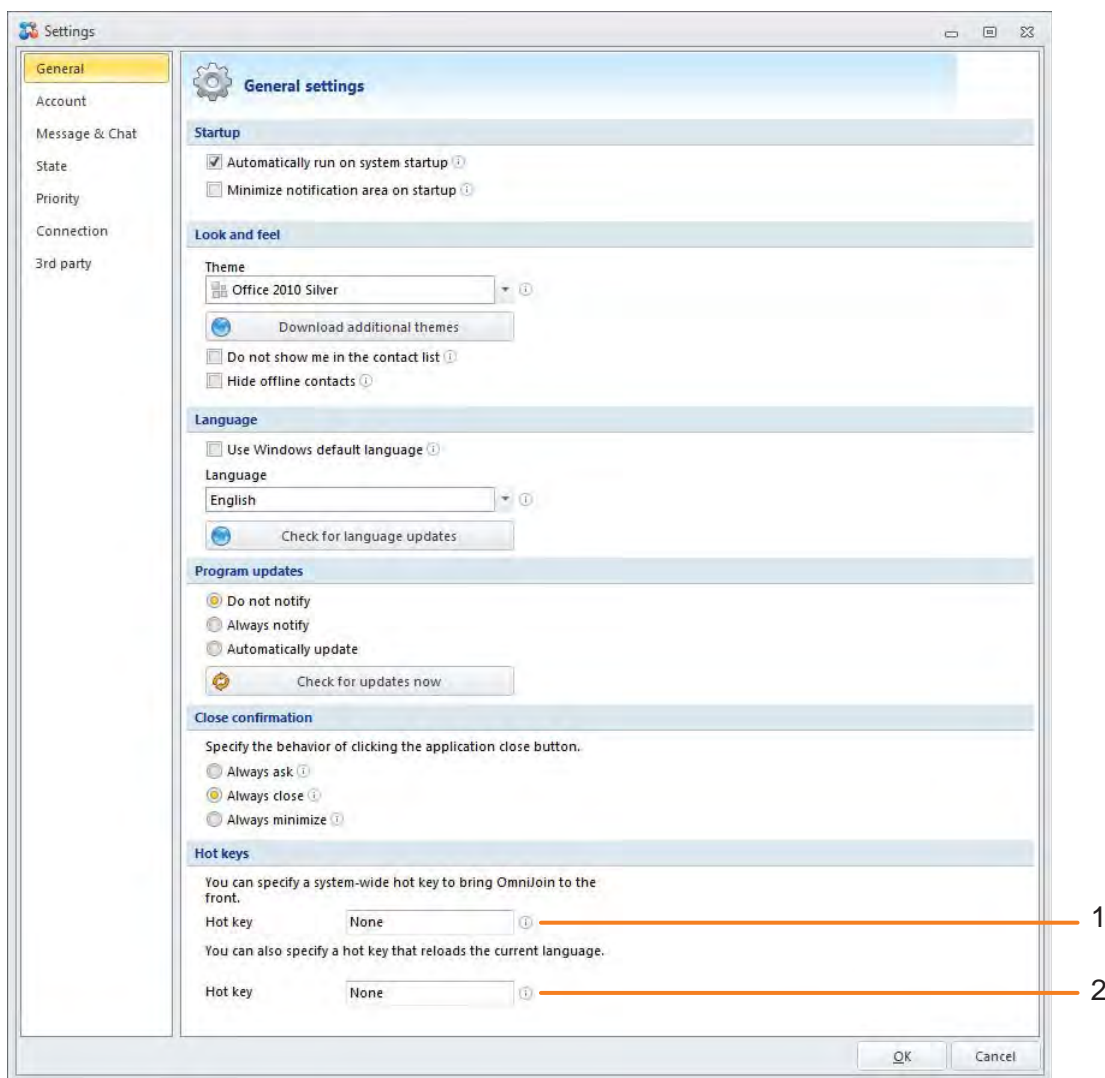 Settings
General
Account
Message & Chat
State
Priority
Connection
3rd party
General settings
Startup
Automatically run on system startup
Minimize notification area on startup
Look and feel
Theme
Office 2010 Silver
Download additional themes
Do not show me in the contact list
Hide offline contacts
Language
Use Windows default language
Language
English
Check for language updates
Program updates
Do not notify
Always notify
Automatically update
Check for updates now
Close confirmation
Specify the behavior of clicking the application close button.
Always ask
Always close
Always minimize
Hot keys
You can specify a system-wide hot key to bring OmniJoin to the
front.
Hot key None 1
You can also specify a hot key that reloads the current language.
Hot key None 2
OK Cancel